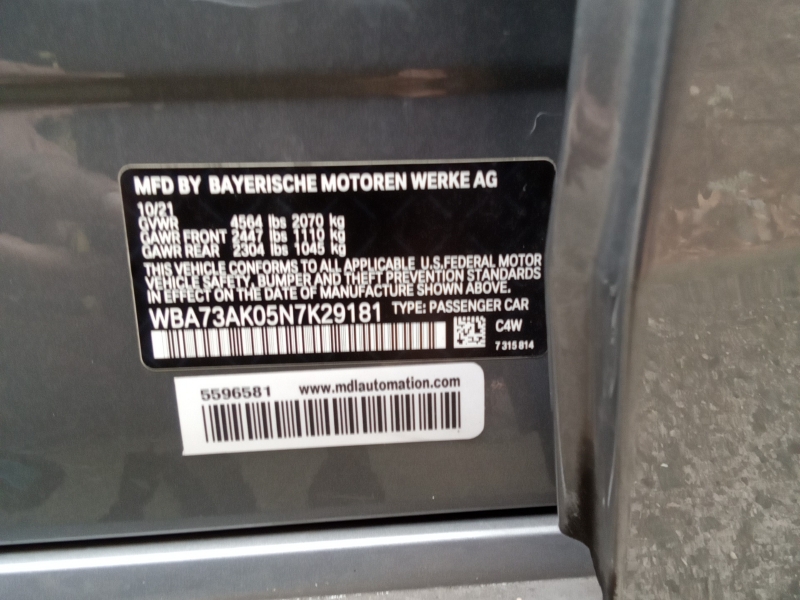 MFD BY BAYERISCHE MOTOREN WERKE AG
10/21
GVWR 4564 lbs 2070 kg
GAWR FRONT 2447 lbs 1110 kg
GAWR REAR 2304 lbs 1045 kg
THIS VEHICLE CONFORMS TO ALL APPLICABLE U.S.FEDERAL MOTOR
VEHICLE SAFETY, BUMPER AND THEFT PREVENTION STANDARDS
IN EFFECT ON THE DATE OF MANUFACTURE SHOWN ABOVE.
WBA73AK05N7K29181 TYPE: PASSENGER CAR
C4W
7 315 814
5596581 www.mdlautomation.com